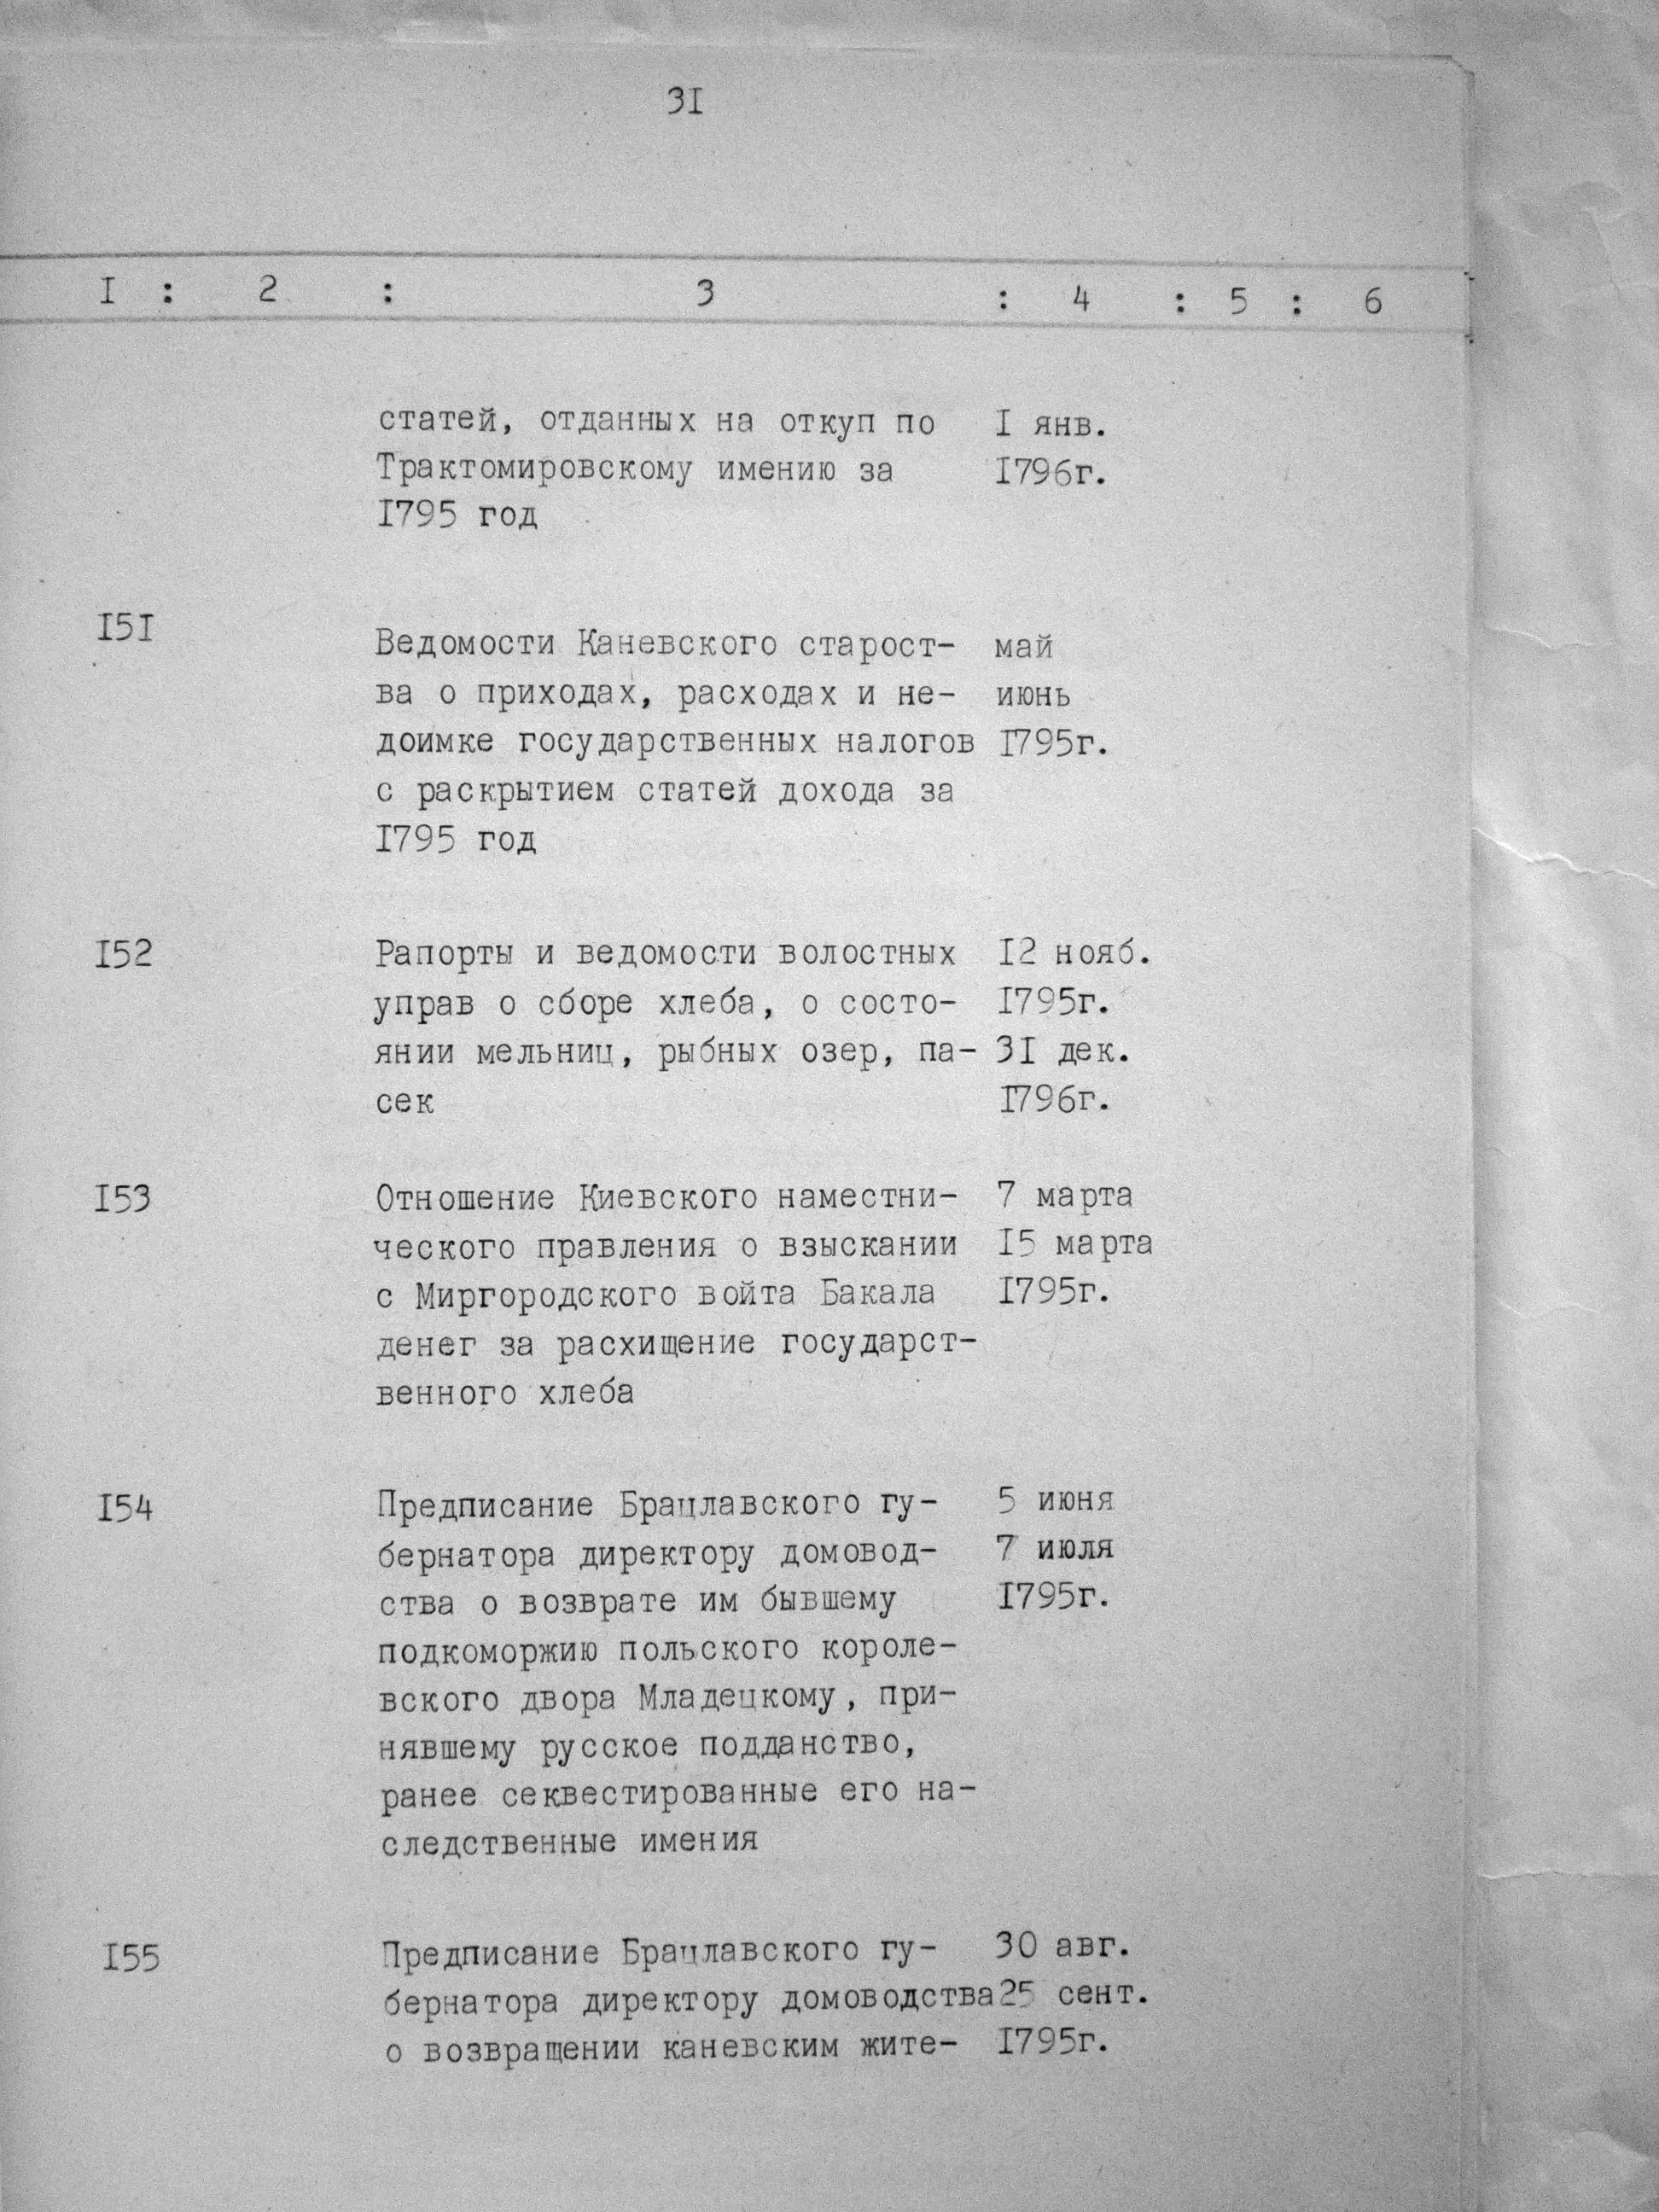 31
I : 2 : 3 : 4 : 5 : 6
статей, отданных на откуп по I янв.
Трактомировскому имению за I796г.
I795 год
I5I
Ведомости Каневского старост- май
ва о приходах, расходах и не- июнь
доимке государственных налогов I795г.
с раскрытием статей дохода за
I795 год
I52 Рапорты и ведомости волостных I2 нояб.
управ о сборе хлеба, о состо- I795г.
янии мельниц, рыбных озер, па- 3I дек.
сек I796г.
I53 Отношение Киевского наместни- 7 марта
ческого правления о взыскании I5 марта
с Миргородского войта Бакала I795г.
денег за расхищение государст-
венного хлеба
I54 Предписание Брацлавского гу- 5 июня
бернатора директору домовод- 7 июля
ства о возврате им бывшему I795г.
подкоморжию польского короле-
вского двора Младецкому, при-
нявшему русское подданство,
ранее секвестированные его на-
следственные имения
I55 Предписание Брацлавского гу- 30 авг.
бернатора директору домоводства 25 сент.
о возвращении каневским жите- I795г.